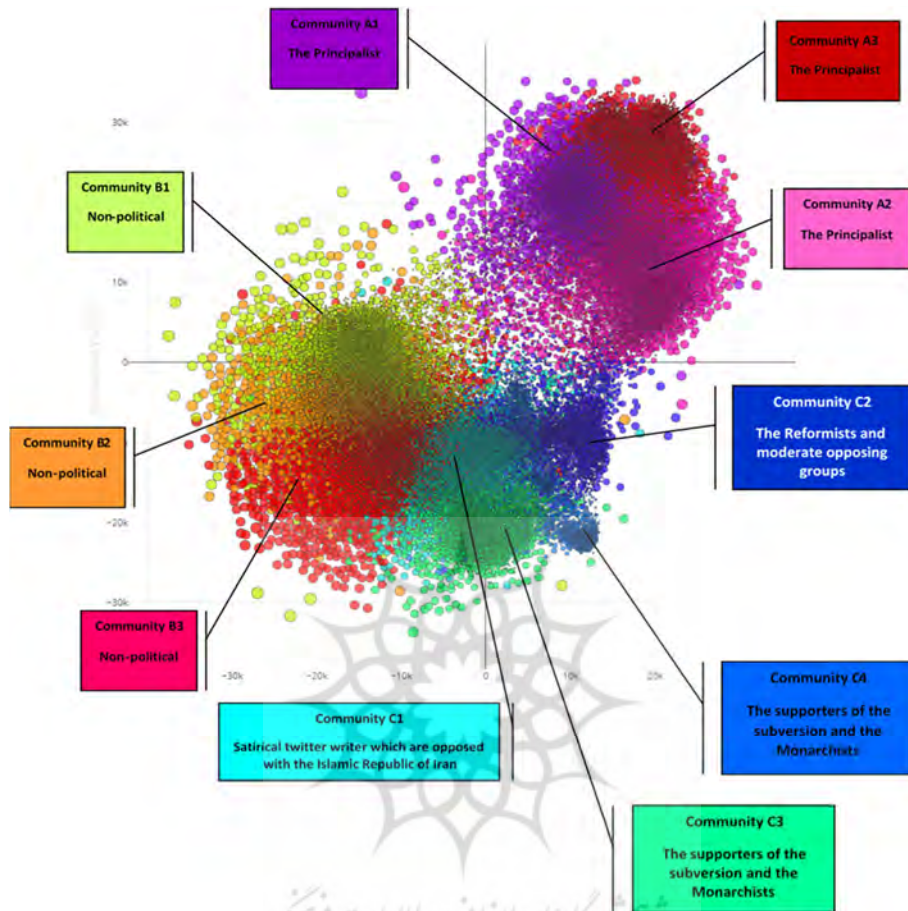 Community A1
The Principalist
Community A3
The Principalist
30k
Community B1
Non-political
Community A2
The Principalist
10k
0
Community C2
The Reformists and
moderate opposing
groups
Community B2
Non-political
-20k
-30k
Community B3
Non-political
-30k
-20k
-10k
0
10k
20k
Community C4
The supporters of the
subversion and the
Monarchists
Community C1
Satirical twitter writer which are opposed
with the Islamic Republic of Iran
Community C3
The supporters of the
subversion and the
Monarchists